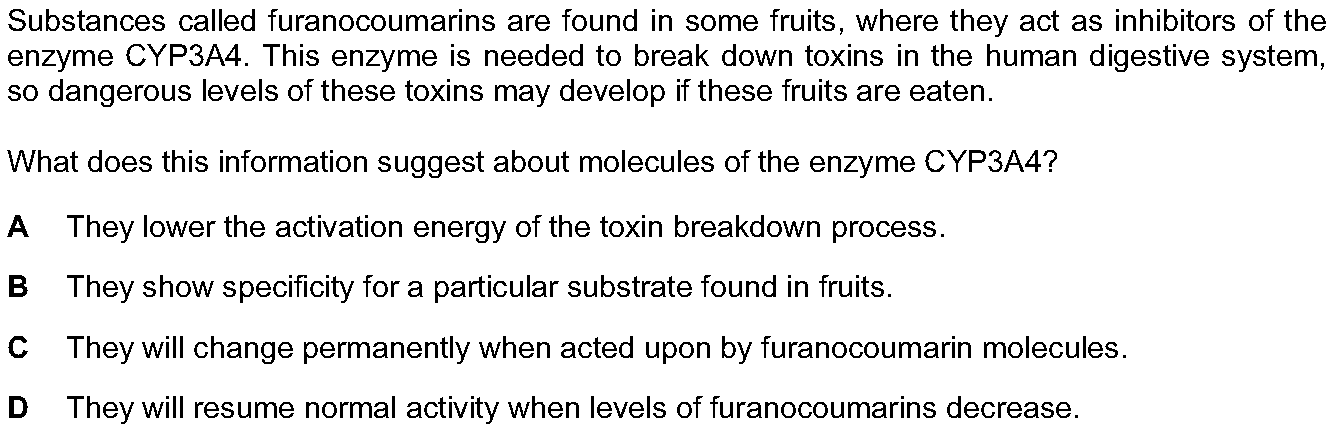 Substances called furanocoumarins are found in some fruits, where they act as inhibitors of the
enzyme CYP3A4. This enzyme is needed to break down toxins in the human digestive system,
so dangerous levels of these toxins may develop if these fruits are eaten.
What does this information suggest about molecules of the enzyme CYP3A4?
A They lower the activation energy of the toxin breakdown process.
B They show specificity for a particular substrate found in fruits.
C They will change permanently when acted upon by furanocoumarin molecules.
D They will resume normal activity when levels of furanocoumarins decrease.